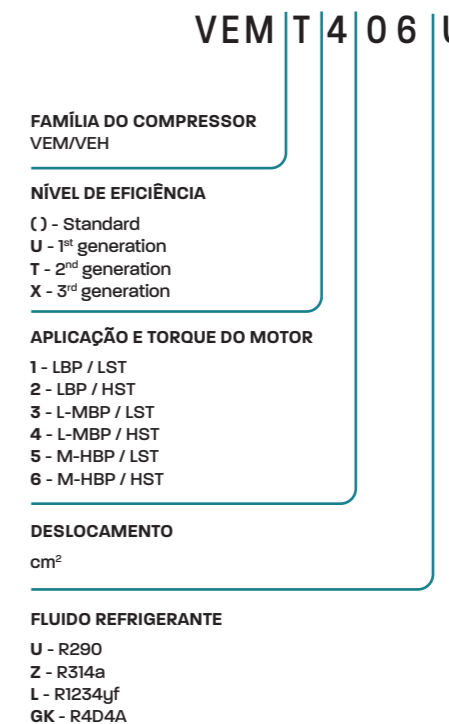 VEM T 4 06 U
FAMÍLIA DO COMPRESSOR
VEM/VEH
NÍVEL DE EFICIÊNCIA
( ) - Standard
U - 1st generation
T - 2nd generation
X - 3rd generation
APLICAÇÃO E TORQUE DO MOTOR
1 - LBP / LST
2 - LBP / HST
3 - L-MBP / LST
4 - L-MBP / HST
5 - M-HBP / LST
6 - M-HBP / HST
DESLOCAMENTO
cm²
FLUIDO REFRIGERANTE
U - R290
Z - R314a
L - R1234yf
GK - R4D4A